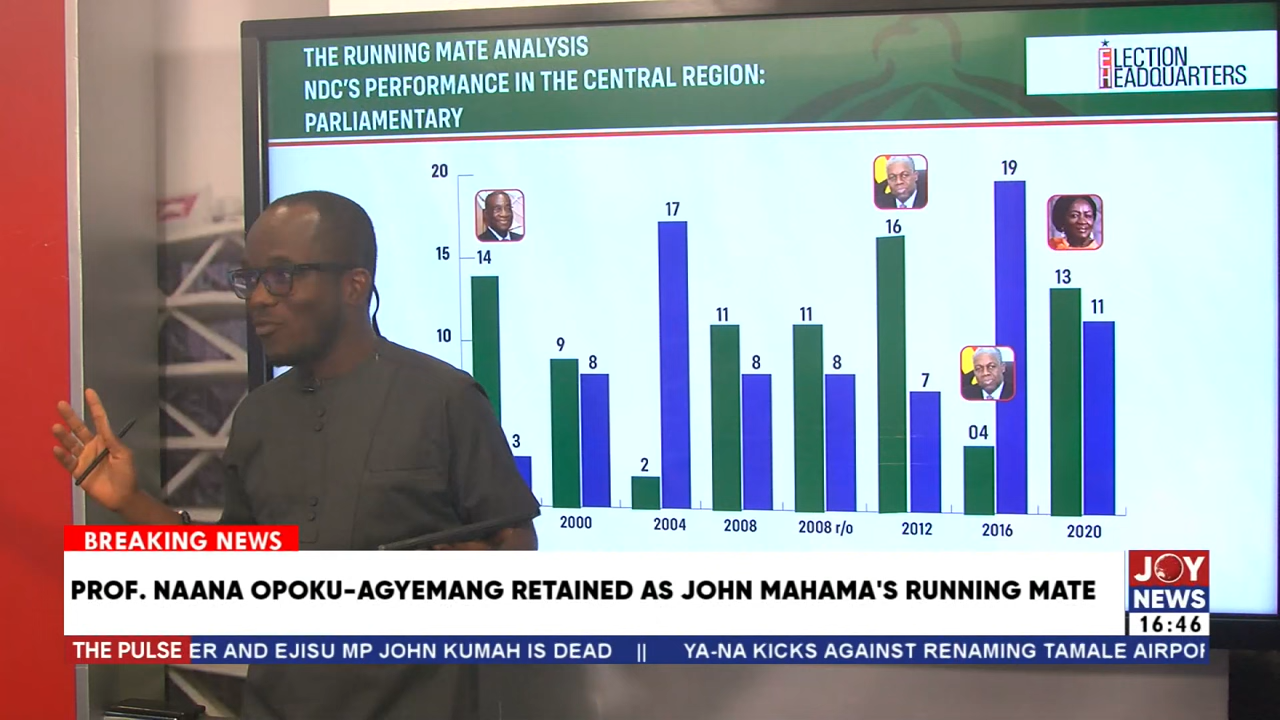 THE RUNNING MATE ANALYSIS
NDC'S PERFORMANCE IN THE CENTRAL REGION:
PARLIAMENTARY
ELECTION
HEADQUARTERS
20
15
10
14
3
9
8
2
17
11
8
11
8
16
7
04
19
13
11
2000
2004
2008
2008 r/o
2012
2016
2020
BREAKING NEWS
PROF. NAANA OPOKU-AGYEMANG RETAINED AS JOHN MAHAMA'S RUNNING MATE
JOY
NEWS
16:46
THE PULSE
ER AND EJISU MP JOHN KUMAH IS DEAD || YA-NA KICKS AGAINST RENAMING TAMALE AIRPOR